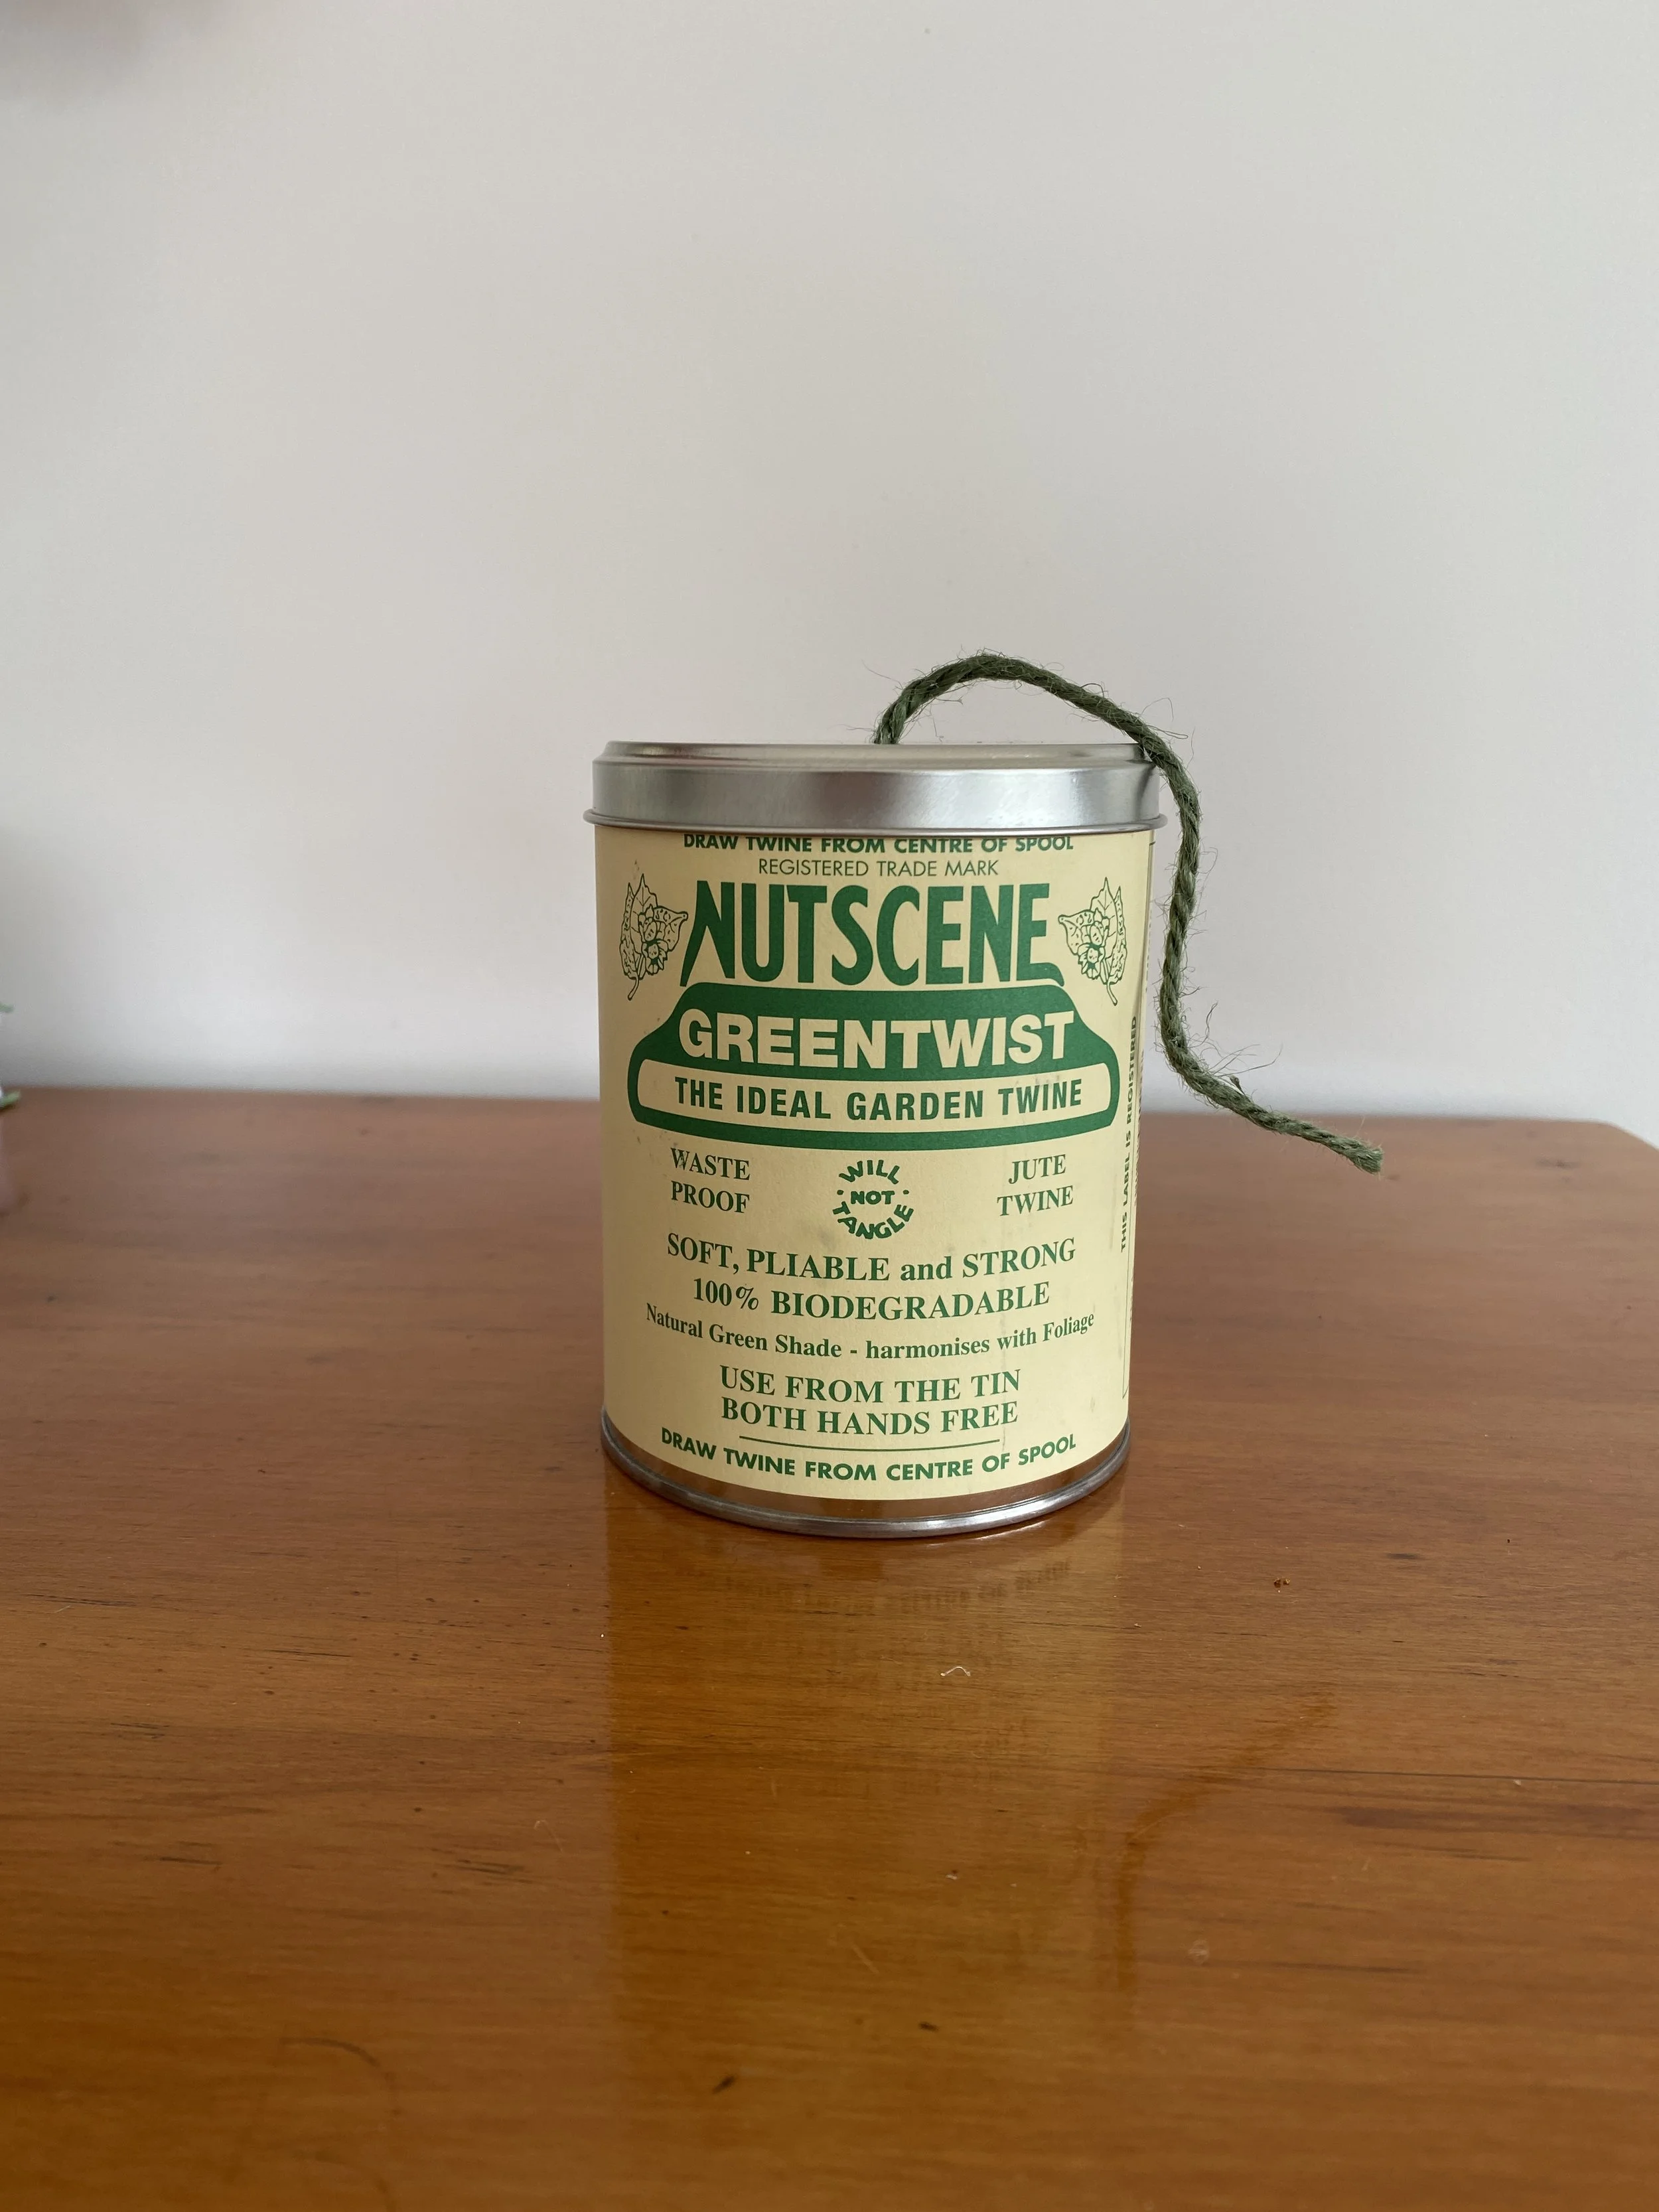 DRAW TWINE FROM CENTRE OF SPOOL
REGISTERED TRADE MARK
NUTSCENE
GREENTWIST
THE IDEAL GARDEN TWINE
WASTE PROOF
WILL NOT TANGLE
JUTE TWINE
SOFT, PLIABLE and STRONG
100% BIODEGRADABLE
Natural Green Shade - harmonises with Foliage
USE FROM THE TIN
BOTH HANDS FREE
DRAW TWINE FROM CENTRE OF SPOOL
THIS LABEL IS REGISTERED